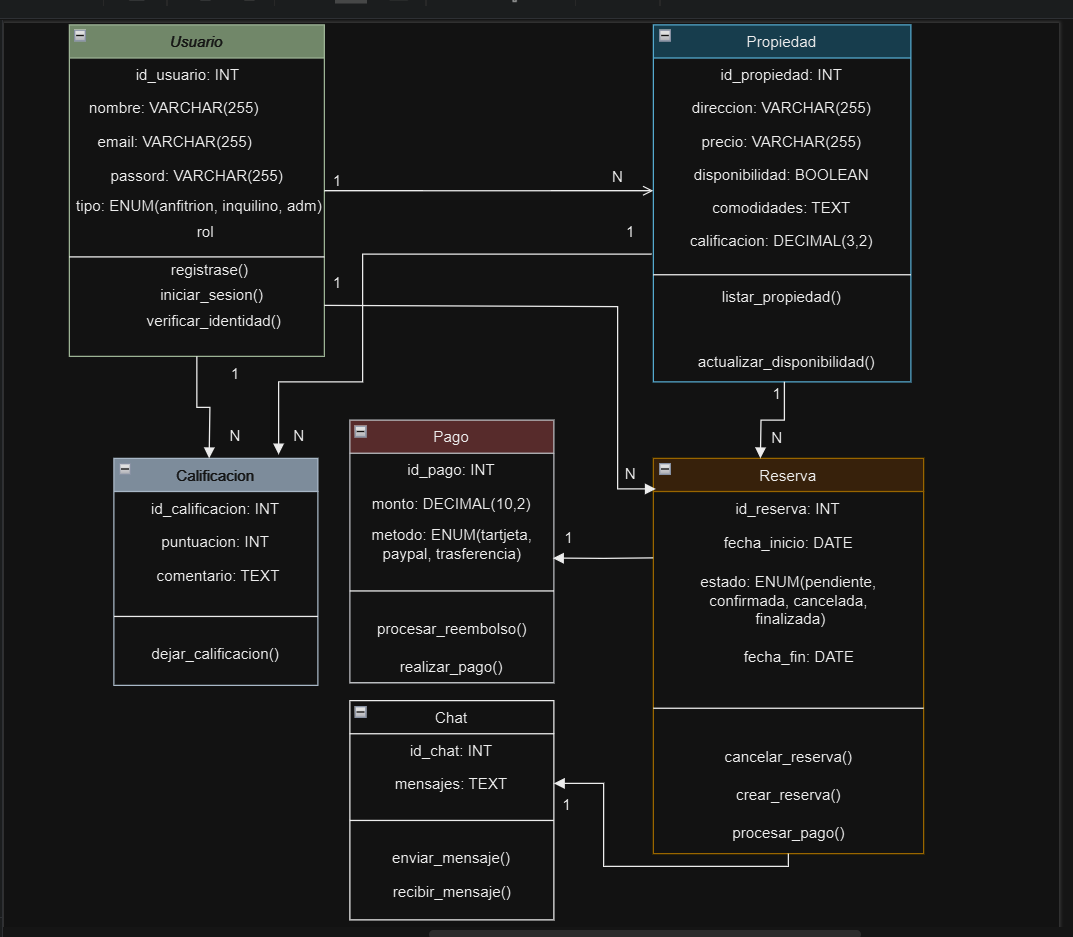 Usuario
id_usuario: INT
nombre: VARCHAR(255)
email: VARCHAR(255)
passord: VARCHAR(255)
tipo: ENUM(anfitrion, inquilino, adm)
rol
registrase()
iniciar_sesion()
verificar_identidad()
Propiedad
id_propiedad: INT
direccion: VARCHAR(255)
precio: VARCHAR(255)
disponibilidad: BOOLEAN
comodidades: TEXT
calificacion: DECIMAL(3,2)
listar_propiedad()
actualizar_disponibilidad()
1
N
1
1
1
N
N
1
N
N
1
1
Calificacion
id_calificacion: INT
puntuacion: INT
comentario: TEXT
dejar_calificacion()
Pago
id_pago: INT
monto: DECIMAL(10,2)
metodo: ENUM(tartjeta,
paypal, trasferencia)
procesar_reembolso()
realizar_pago()
Reserva
id_reserva: INT
fecha_inicio: DATE
estado: ENUM(pendiente,
confirmada, cancelada,
finalizada)
fecha_fin: DATE
cancelar_reserva()
crear_reserva()
procesar_pago()
Chat
id_chat: INT
mensajes: TEXT
enviar_mensaje()
recibir_mensaje()